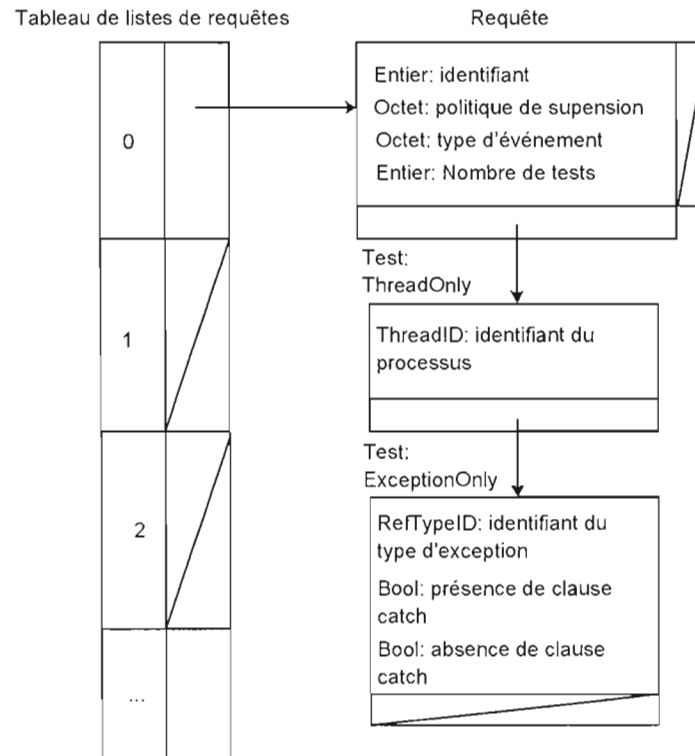 Tableau de listes de requêtes
Requête
0
Entier: identifiant
Octet: politique de supension
Octet: type d'événement
Entier: Nombre de tests
Test:
ThreadOnly
1
ThreadID: identifiant du
processus
Test:
ExceptionOnly
2
RefTypeID: identifiant du
type d'exception
Bool: présence de clause
catch
Bool: absence de clause
catch
...